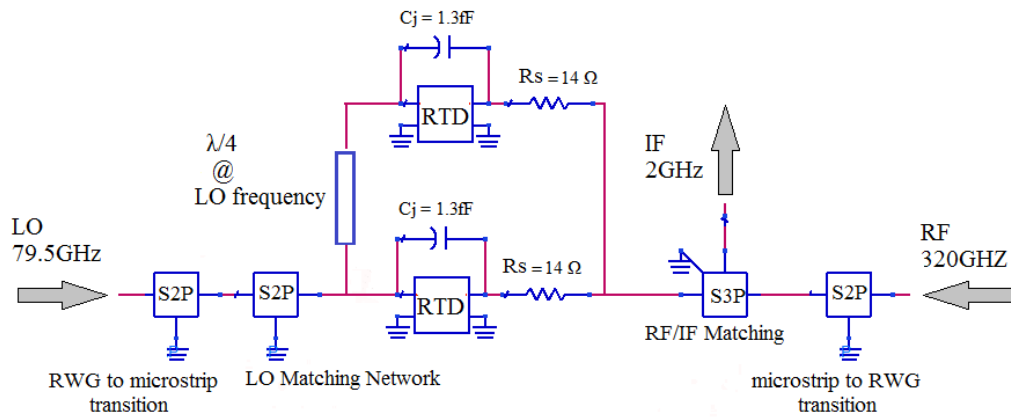 Cj = 1.3fF
Rs = 14 Ω
RTD
λ/4
@
LO frequency
IF
2GHz
Cj = 1.3fF
LO
79.5GHz
RF
320GHZ
Rs = 14 Ω
S2P
S2P
RTD
S3P
S2P
RF/IF Matching
RWG to microstrip
transition
LO Matching Network
microstrip to RWG
transition